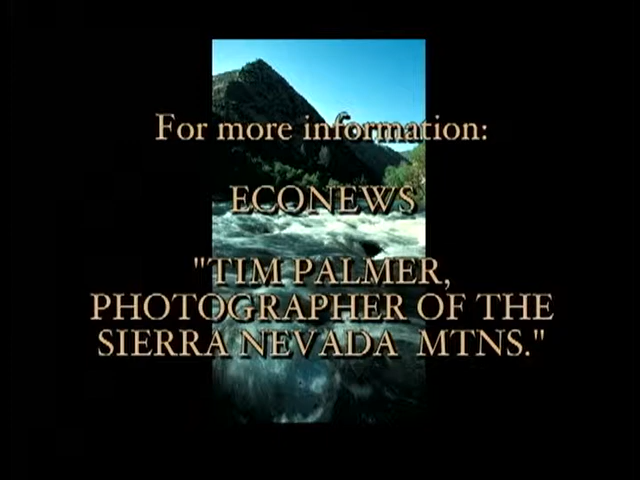 For more information:
ECONEWS
"TIM PALMER,
PHOTOGRAPHER OF THE
SIERRA NEVADA MTNS."